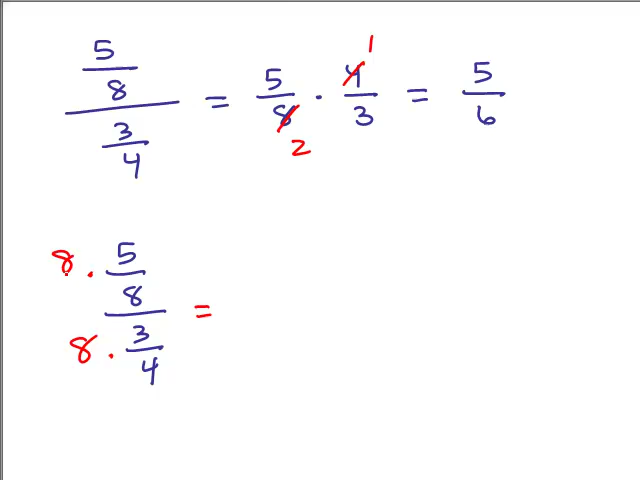 1
5 5 4 5
8 = 8 · 3 = 6
3 2
4
8 · 5
8
=
8 · 3
4